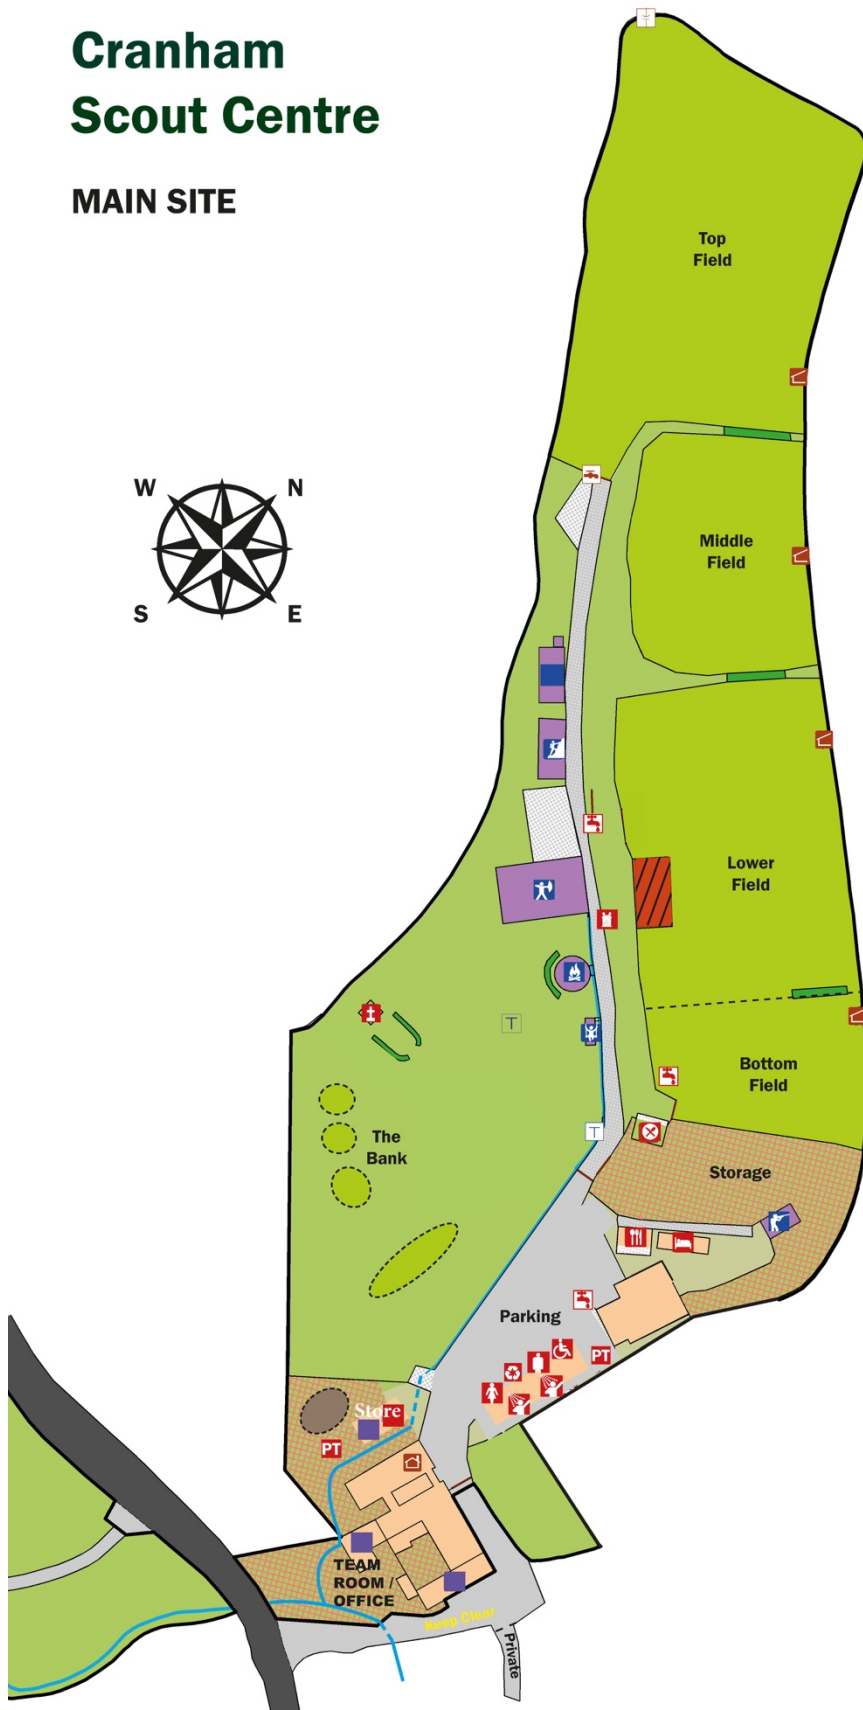 Cranham
Scout Centre
MAIN SITE
Top
Field
W
N
S
E
Middle
Field
Lower
Field
T
Bottom
Field
T
The
Bank
Storage
Parking
PT
Store
PT
TEAM
ROOM /
OFFICE
Keep Clear
Private